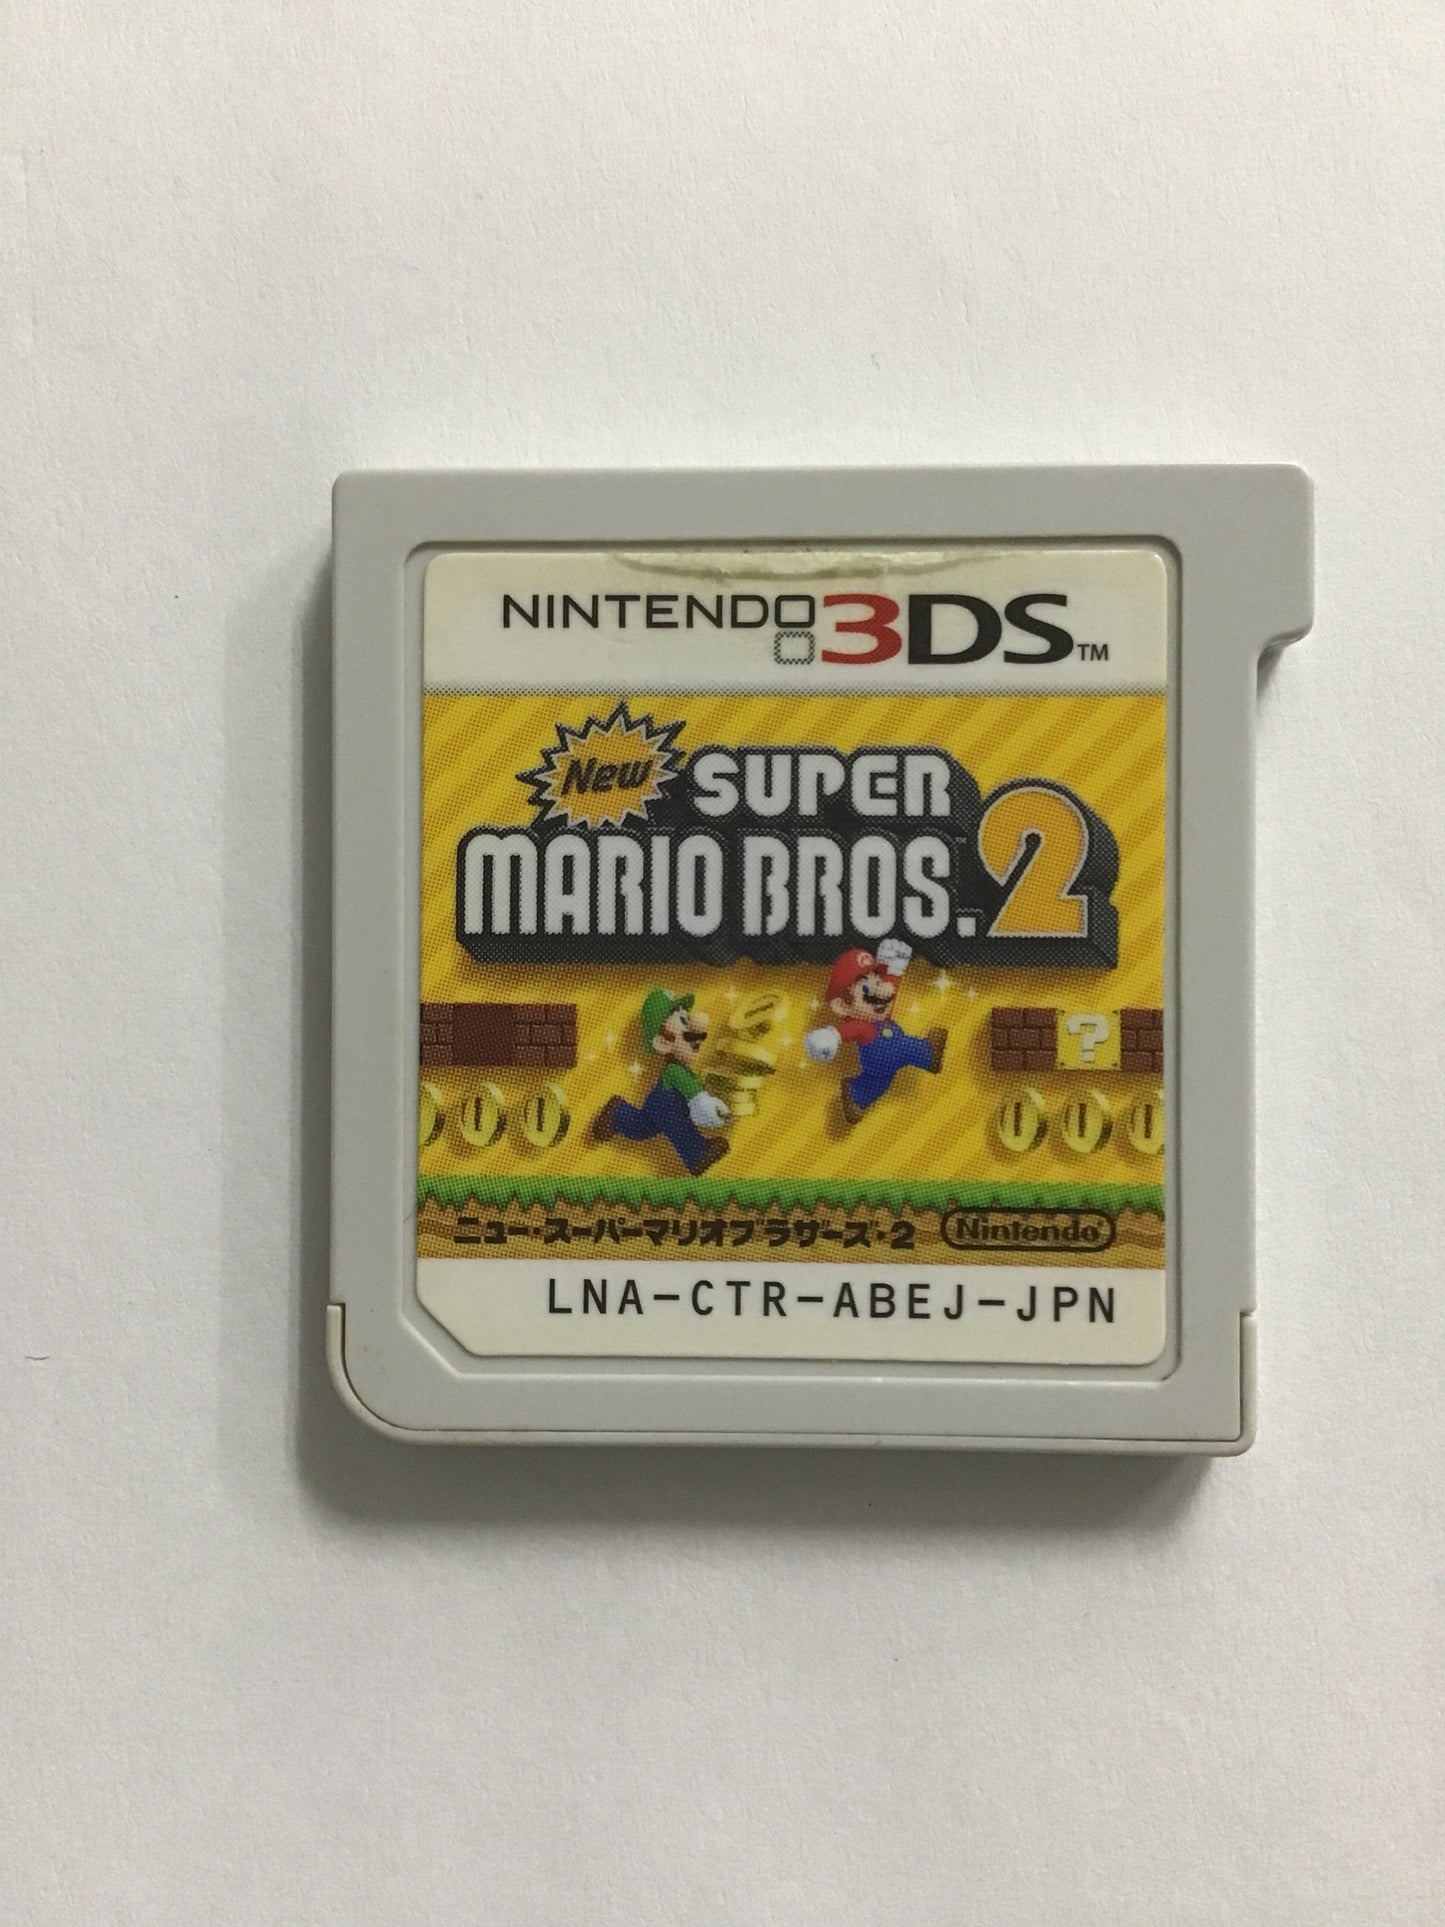 NINTENDO 3DS™
New SUPER
MARIO BROS.™ 2
?
ニュー・スーパーマリオブラザーズ・2 Nintendo®
LNA-CTR-ABEJ-JPN